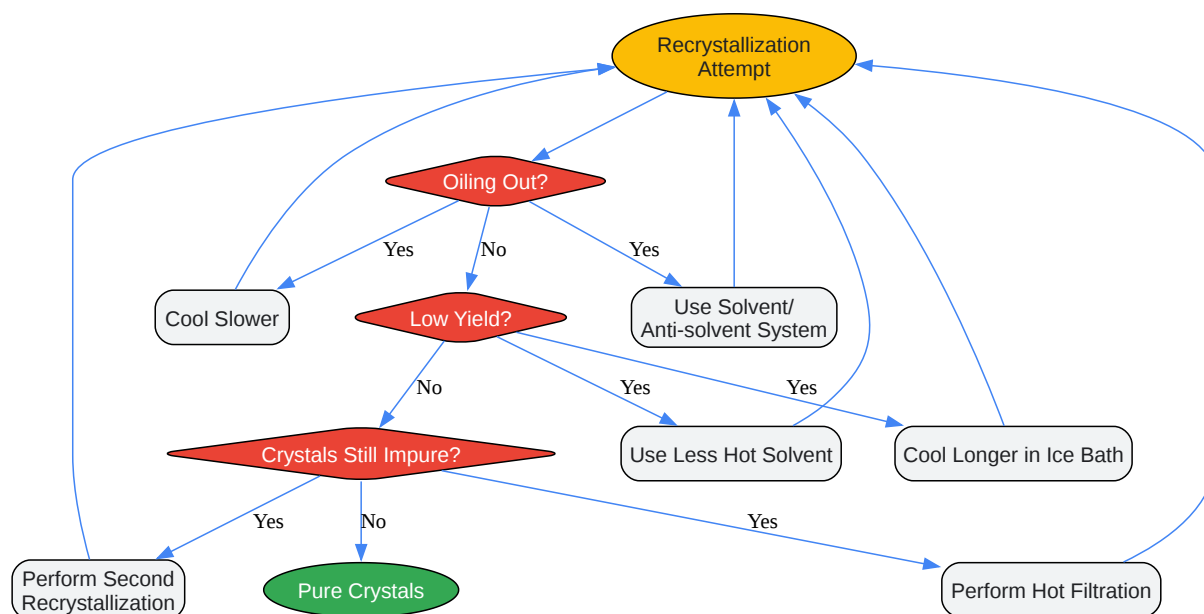 Recrystallization
Attempt
Oiling Out?
Yes
No
Yes
Cool Slower
Low Yield?
Use Solvent/
Anti-solvent System
No
Yes
Yes
Crystals Still Impure?
Use Less Hot Solvent
Cool Longer in Ice Bath
Yes
No
Yes
Perform Second
Recrystallization
Pure Crystals
Perform Hot Filtration